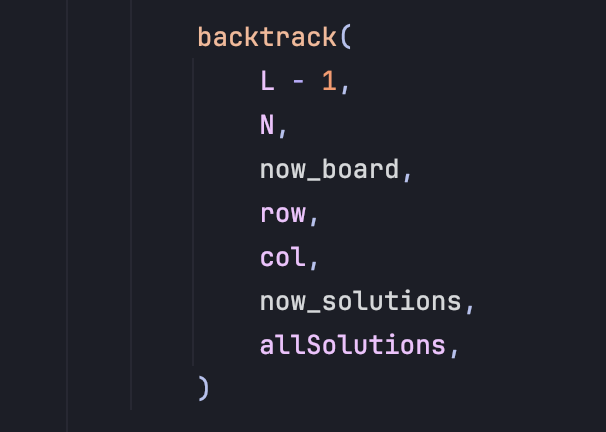 backtrack(
L - 1,
N,
now_board,
row,
col,
now_solutions,
allSolutions,
)